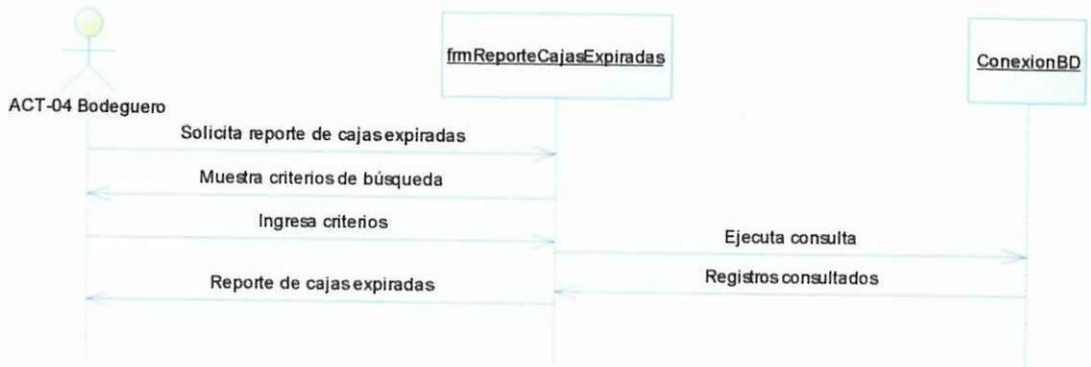 frmReporteCajasExpiradas
ConexionBD
ACT-04 Bodeguero
Solicita reporte de cajas expiradas
Muestra criterios de búsqueda
Ingresa criterios
Ejecuta consulta
Registros consultados
Reporte de cajas expiradas